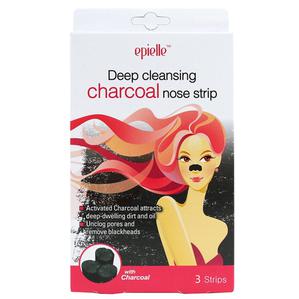 epielle™
Deep cleansing
charcoal nose strip
Activated Charcoal attracts
deep-dwelling dirt and oil
Unclog pores and
remove blackheads
with
Charcoal
3 Strips